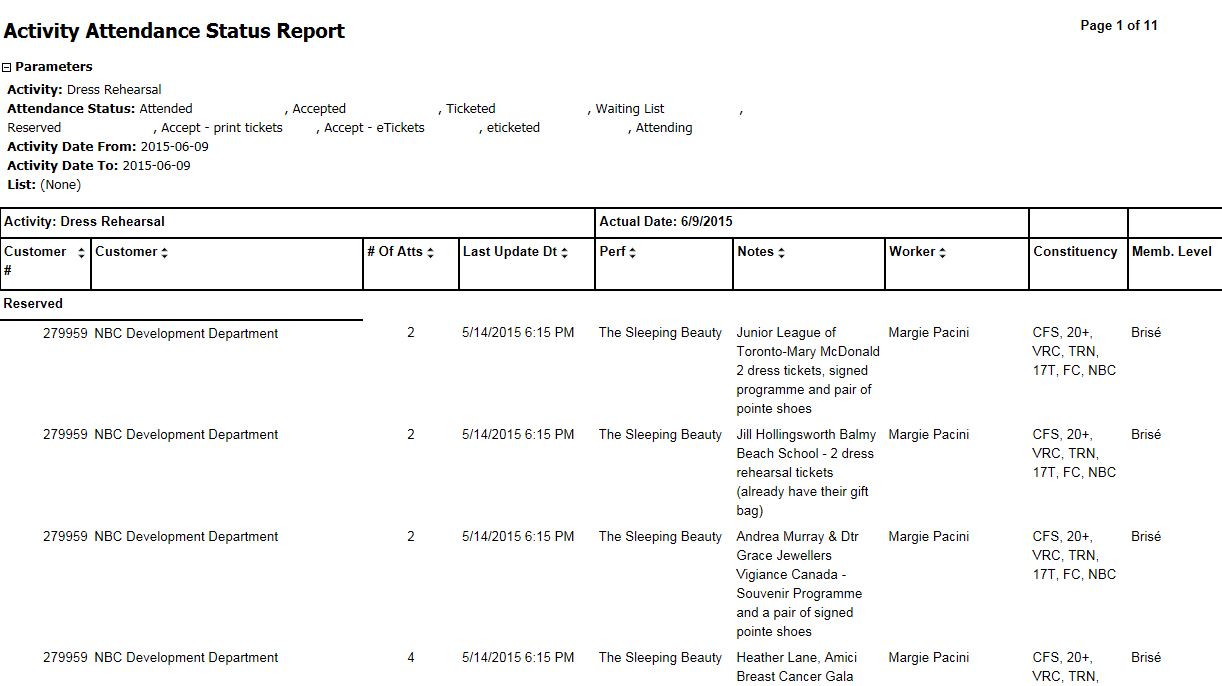 Activity Attendance Status Report
Page 1 of 11
Parameters
Activity: Dress Rehearsal
Attendance Status: Attended , Accepted , Ticketed , Waiting List ,
Reserved , Accept - print tickets , Accept - eTickets , eticketed , Attending
Activity Date From: 2015-06-09
Activity Date To: 2015-06-09
List: (None)
Activity: Dress Rehearsal Actual Date: 6/9/2015
Customer # Customer # Of Atts Last Update Dt Perf Notes Worker Constituency Memb. Level
Reserved
279959 NBC Development Department 2 5/14/2015 6:15 PM The Sleeping Beauty Junior League of Margie Pacini CFS, 20+, Brisé
Toronto-Mary McDonald VRC, TRN,
2 dress tickets, signed 17T, FC, NBC
programme and pair of
pointe shoes
279959 NBC Development Department 2 5/14/2015 6:15 PM The Sleeping Beauty Jill Hollingsworth Balmy Margie Pacini CFS, 20+, Brisé
Beach School - 2 dress VRC, TRN,
rehearsal tickets 17T, FC, NBC
(already have their gift
bag)
279959 NBC Development Department 2 5/14/2015 6:15 PM The Sleeping Beauty Andrea Murray & Dtr Margie Pacini CFS, 20+, Brisé
Grace Jewellers VRC, TRN,
Vigiance Canada - 17T, FC, NBC
Souvenir Programme
and a pair of signed
pointe shoes
279959 NBC Development Department 4 5/14/2015 6:15 PM The Sleeping Beauty Heather Lane, Amici Margie Pacini CFS, 20+, Brisé
Breast Cancer Gala VRC, TRN,